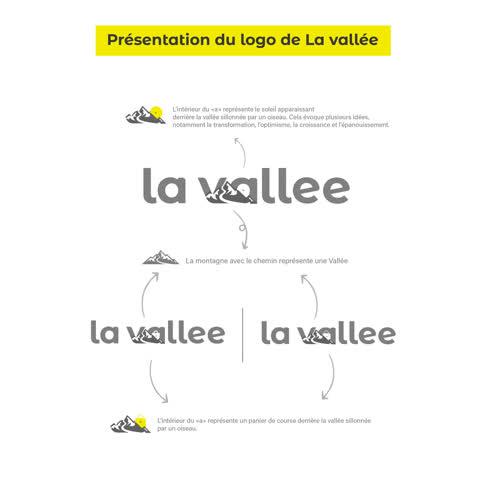 Présentation du logo de La vallée
L'intérieur du «a» représente le soleil apparaissant
derrière la vallée sillonnée par un oiseau. Cela évoque plusieurs idées,
notamment la transformation, l'optimisme, la croissance et l'épanouissement.
la vallee
La montagne avec le chemin représente une Vallée
la vallee
la vallee
L'intérieur du «a» représente un panier de course derrière la vallée sillonnée
par un oiseau.